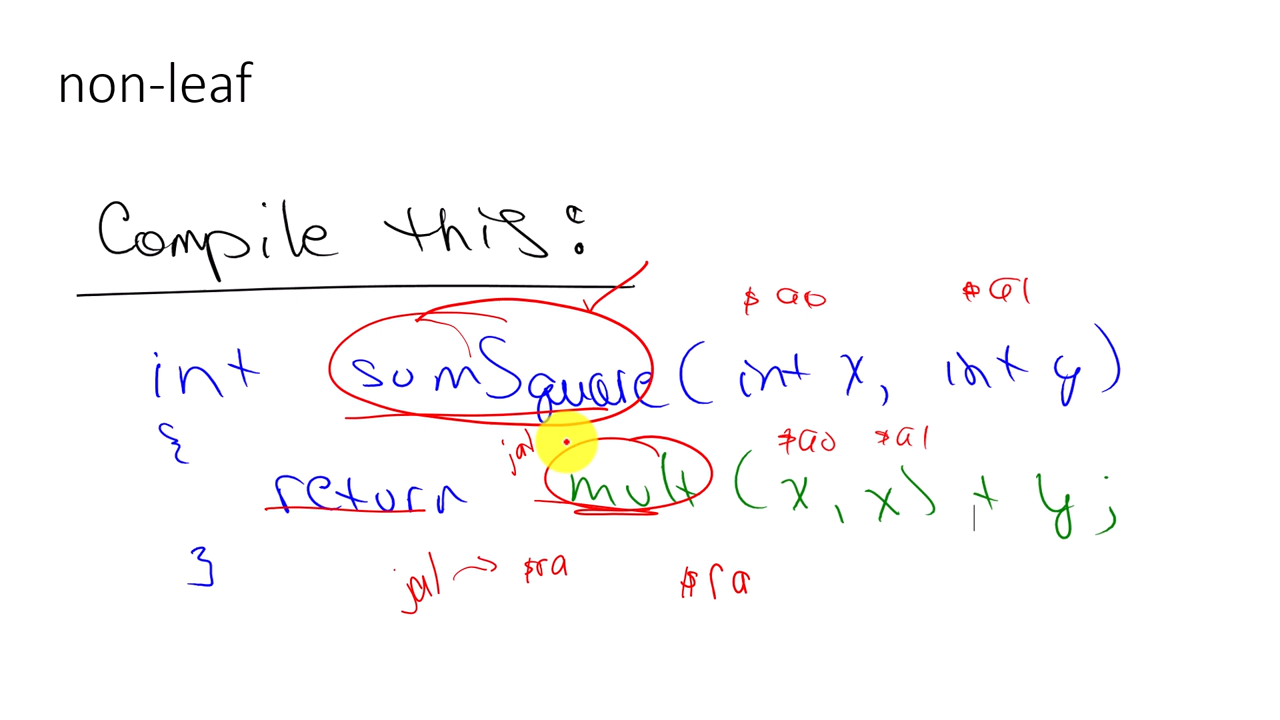 non-leaf
Compile this:
$a0 $a1
int sumSquare(int x, int y)
{
jal $a0 $a1
return mult(x, x) + y;
}
jal → $ra $ra